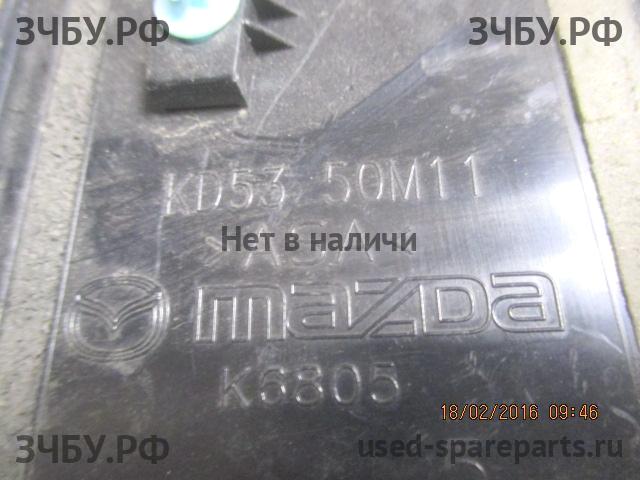 ЗЧБУ.РФ ЗЧБУ.РФ
KD53 50M11
>ASA<
Нет в наличи
mazda
K6805
18/02/2016 09:46
ЗЧБУ.РФ used-spareparts.ru